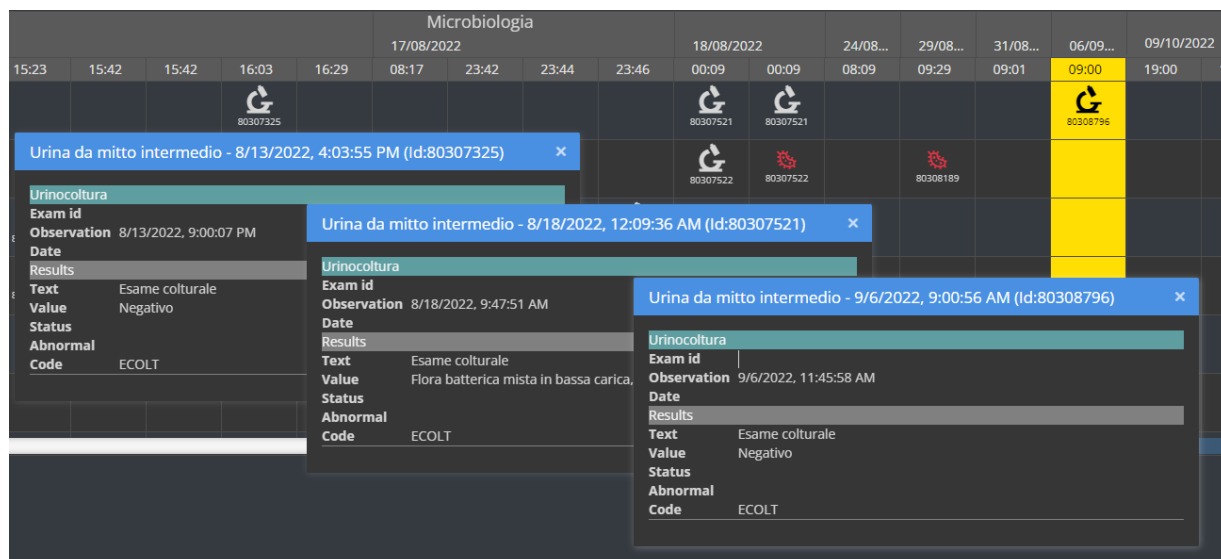 Microbiologia
17/08/2022 18/08/2022 24/08... 29/08... 31/08... 06/09... 09/10/2022
15:23 15:42 15:42 16:03 16:29 08:17 23:42 23:44 23:46 00:09 00:09 08:09 09:29 09:01 09:00 19:00
80307325 80307521 80307521 80308796
80307522 80307522 80308189
Urina da mitto intermedio - 8/13/2022, 4:03:55 PM (Id:80307325) ×
Urinocoltura
Exam id
Observation 8/13/2022, 9:00:07 PM
Date
Results
Text Esame colturale
Value Negativo
Status
Abnormal
Code ECOLT
Urina da mitto intermedio - 8/18/2022, 12:09:36 AM (Id:80307521) ×
Urinocoltura
Exam id
Observation 8/18/2022, 9:47:51 AM
Date
Results
Text Esame colturale
Value Flora batterica mista in bassa carica,
Status
Abnormal
Code ECOLT
Urina da mitto intermedio - 9/6/2022, 9:00:56 AM (Id:80308796) ×
Urinocoltura
Exam id
Observation 9/6/2022, 11:45:58 AM
Date
Results
Text Esame colturale
Value Negativo
Status
Abnormal
Code ECOLT